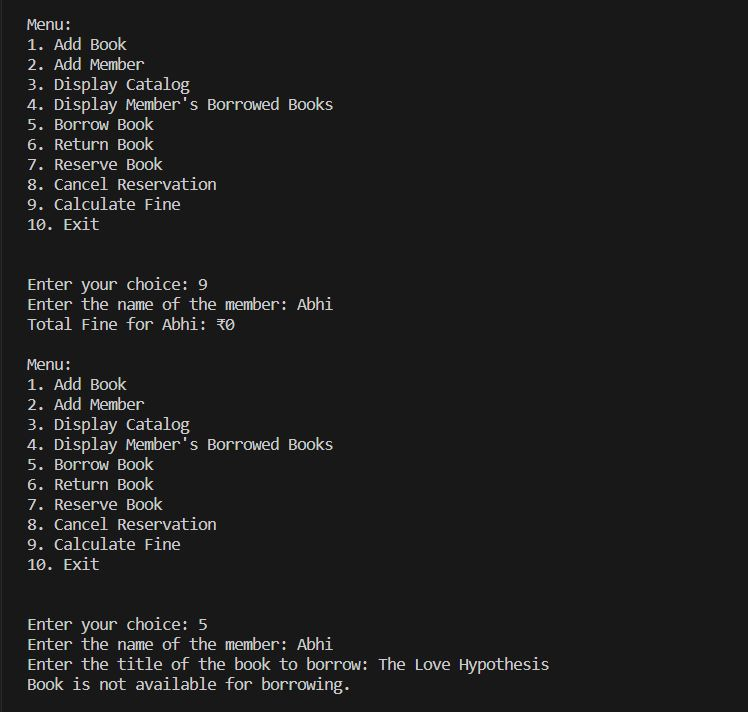 Menu:
1. Add Book
2. Add Member
3. Display Catalog
4. Display Member's Borrowed Books
5. Borrow Book
6. Return Book
7. Reserve Book
8. Cancel Reservation
9. Calculate Fine
10. Exit
Enter your choice: 9
Enter the name of the member: Abhi
Total Fine for Abhi: ₹0
Menu:
1. Add Book
2. Add Member
3. Display Catalog
4. Display Member's Borrowed Books
5. Borrow Book
6. Return Book
7. Reserve Book
8. Cancel Reservation
9. Calculate Fine
10. Exit
Enter your choice: 5
Enter the name of the member: Abhi
Enter the title of the book to borrow: The Love Hypothesis
Book is not available for borrowing.